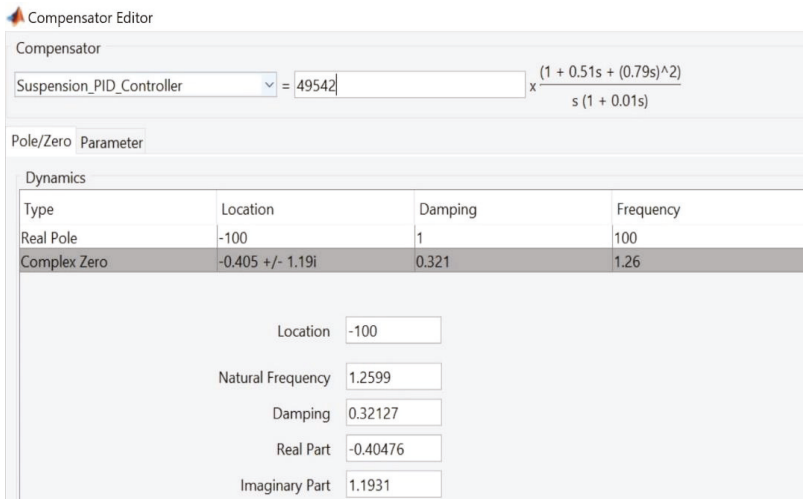 Compensator Editor
Compensator
Suspension_PID_Controller = 49542 x (1 + 0.51s + (0.79s)^2)
s (1 + 0.01s)
Pole/Zero Parameter
Dynamics
Type Location Damping Frequency
Real Pole -100 1 100
Complex Zero -0.405 +/- 1.19i 0.321 1.26
Location -100
Natural Frequency 1.2599
Damping 0.32127
Real Part -0.40476
Imaginary Part 1.1931